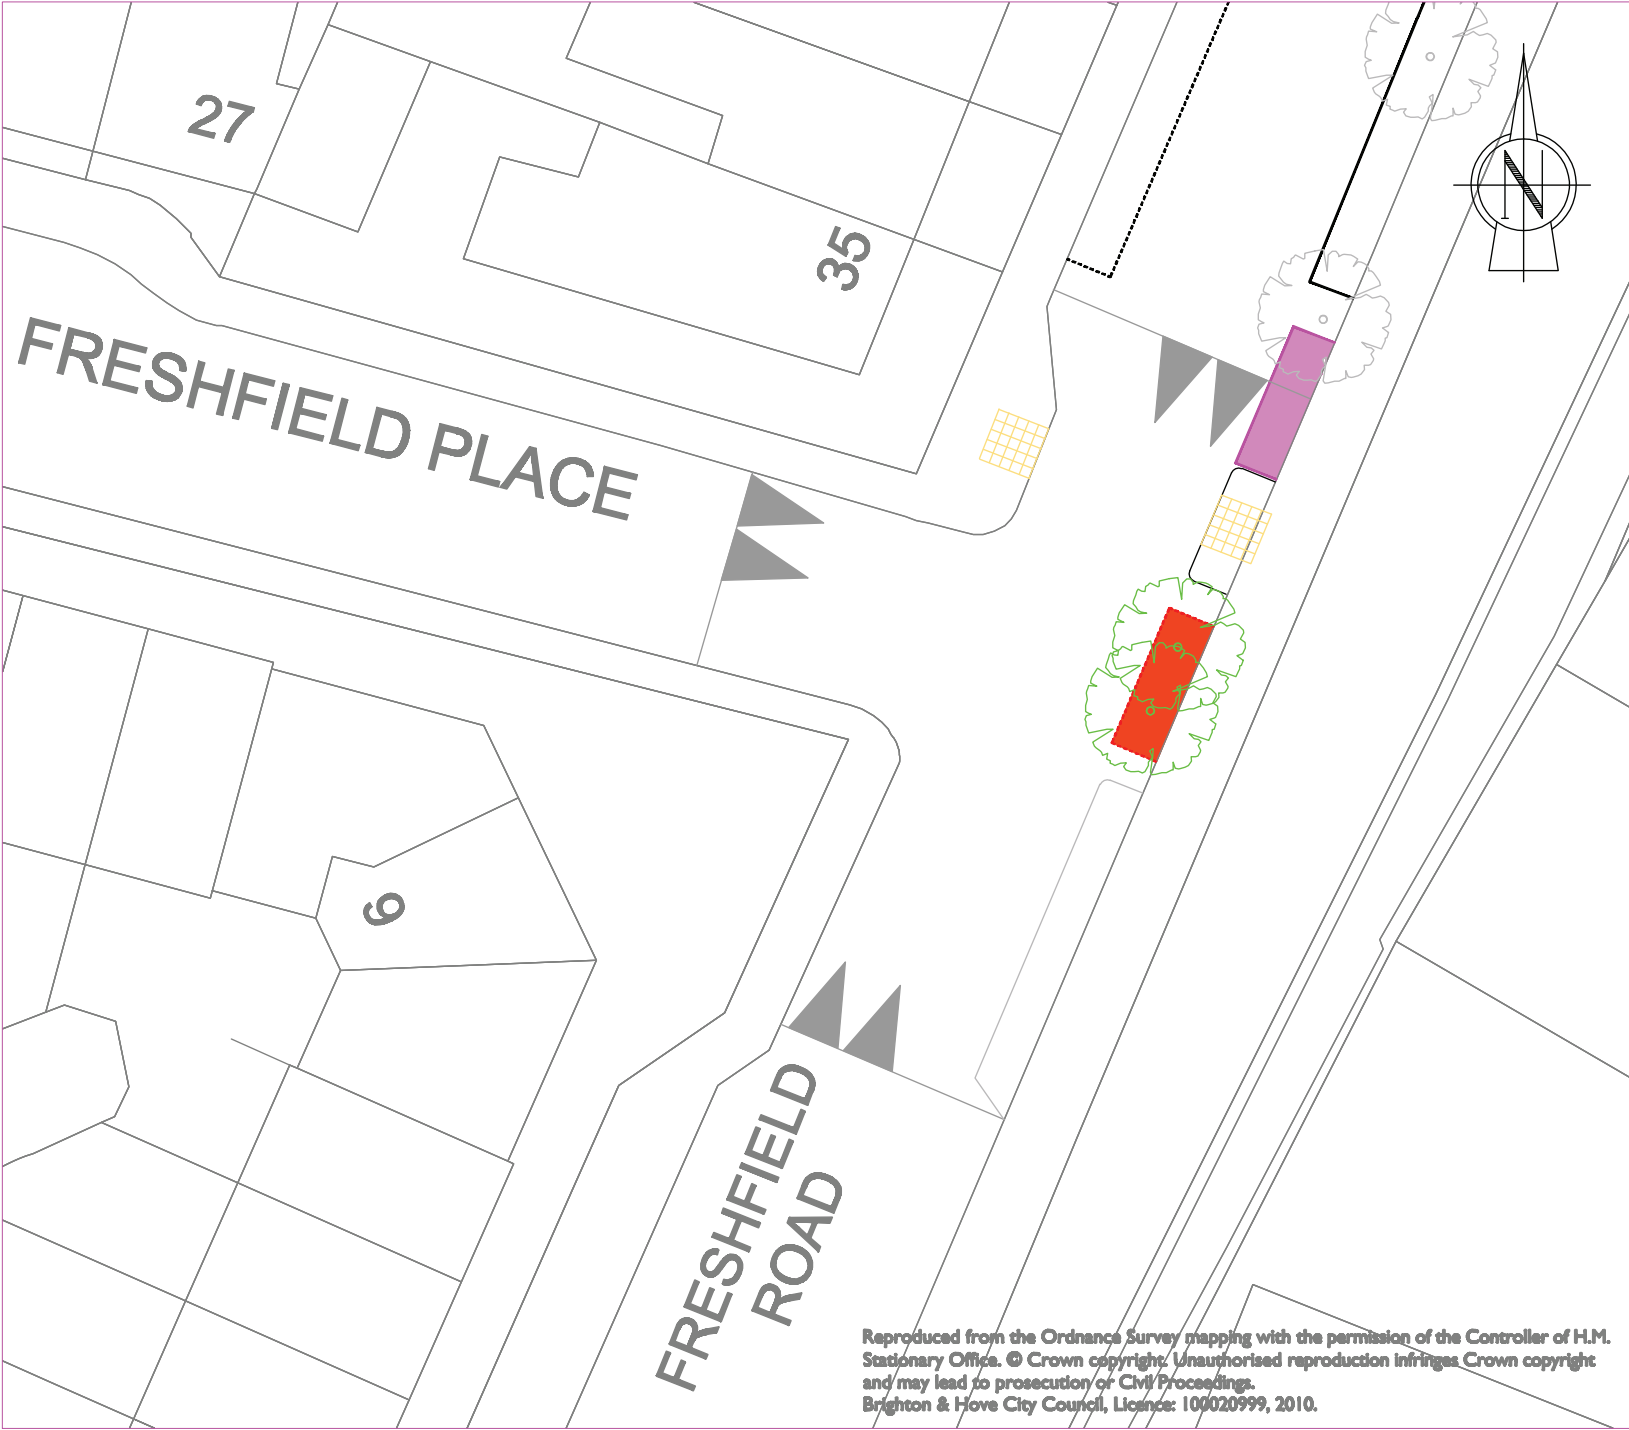 27
35
FRESHFIELD PLACE
9
FRESHFIELD
ROAD
N
Reproduced from the Ordnance Survey mapping with the permission of the Controller of H.M.
Stationary Office. © Crown copyright. Unauthorised reproduction infringes Crown copyright
and may lead to prosecution or Civil Proceedings.
Brighton & Hove City Council, Licence: 100020999, 2010.